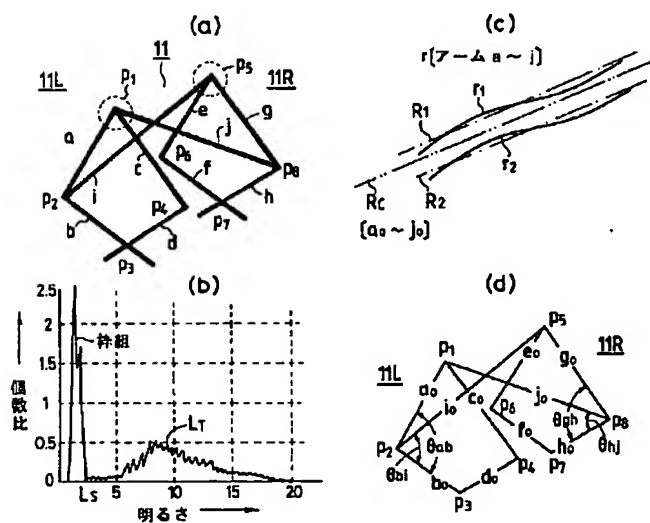 (a)
11
11L
11R
p1
p5
a
e
g
c
j
p6
p2
i
f
p8
p4
h
b
d
p7
p3
(c)
r[アーム a ~ j]
R1
r1
r2
Rc
R2
[a0 ~ j0]
(b)
2.5
2
1.5
1
0.5
0
枠組
LT
個数比
Ls
5
10
15
20
明るさ
(d)
11L
11R
p1
p5
e0
g0
a0
c0
i0
j0
p6
p2
θab
f0
θgh
p8
θbi
h0
θhj
b0
d0
p4
p7
p3